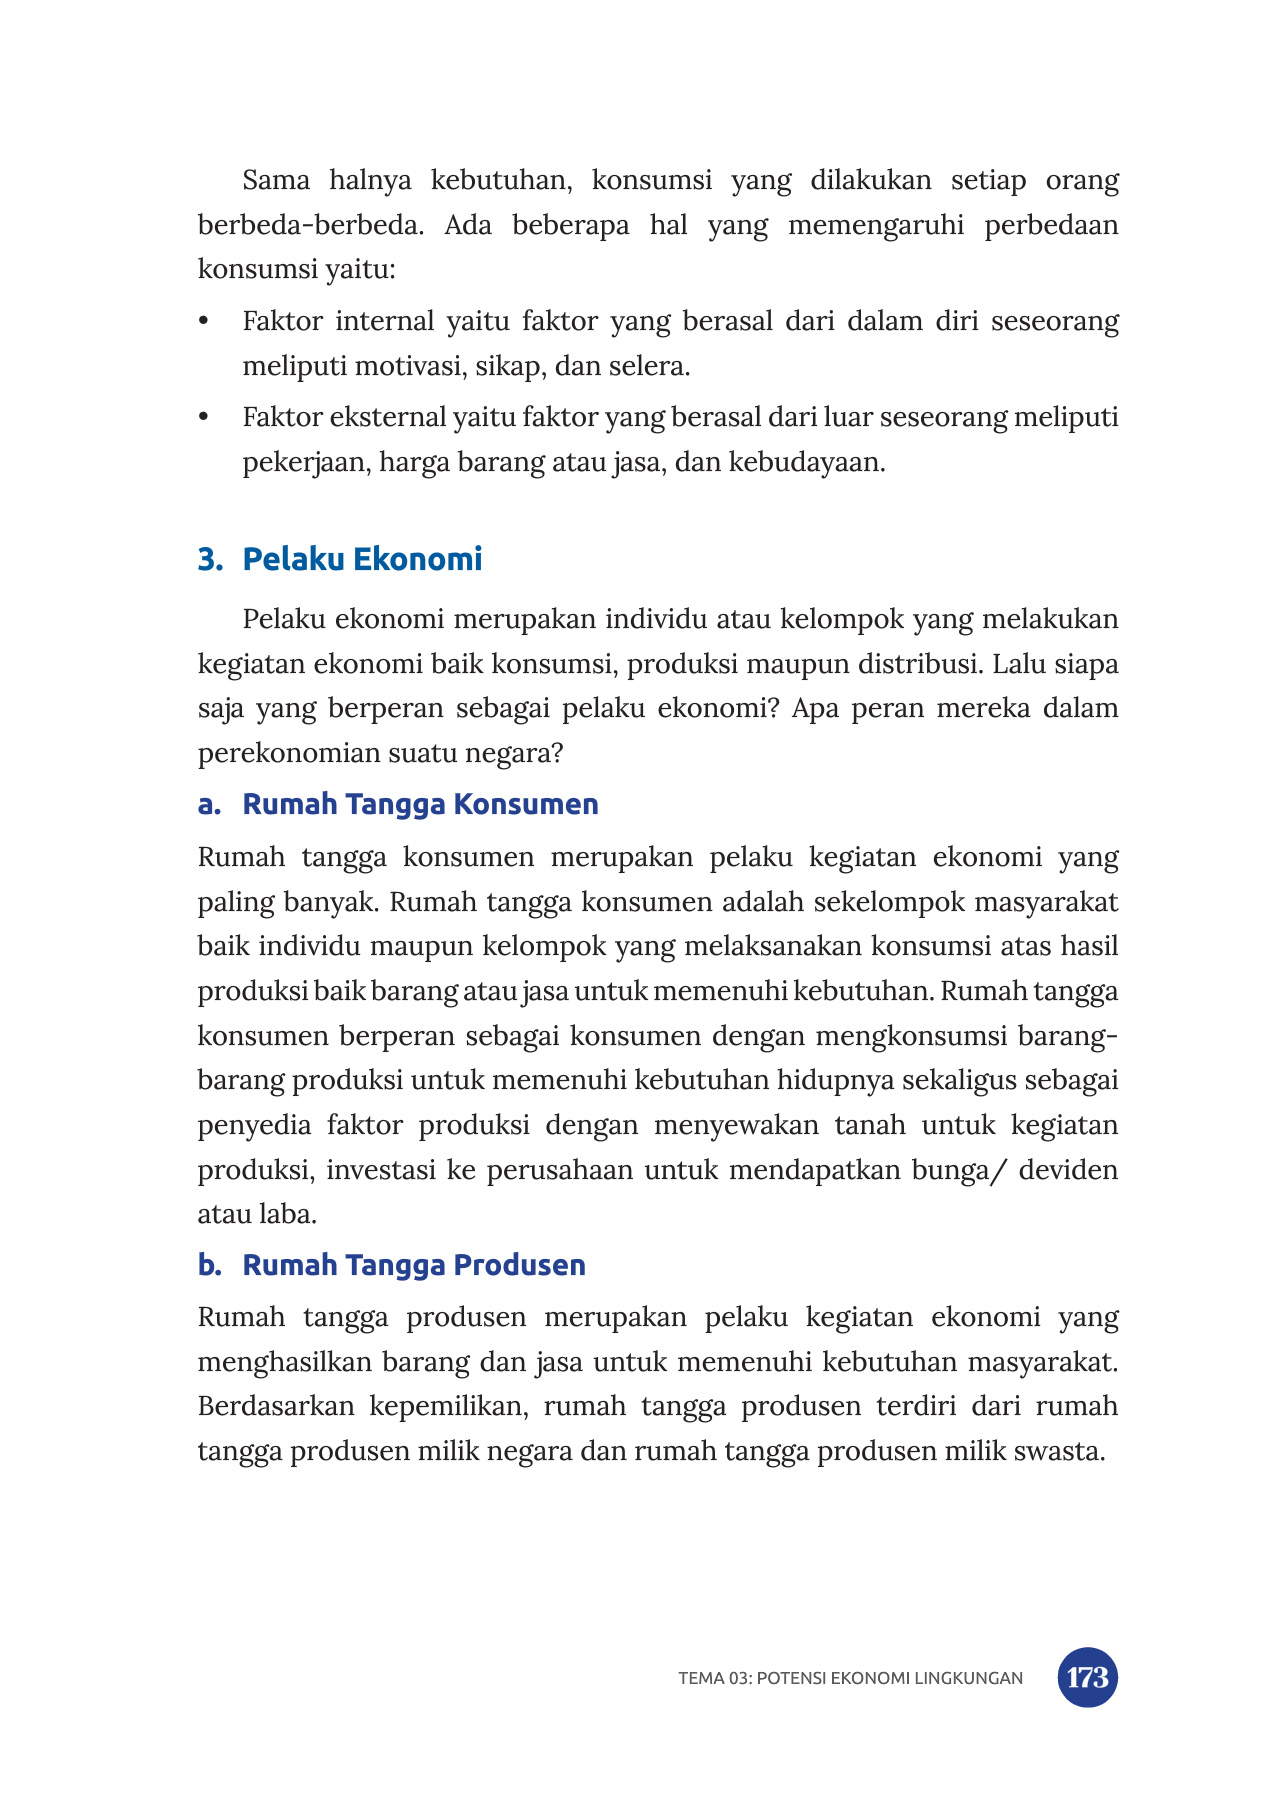 Sama halnya kebutuhan, konsumsi yang dilakukan setiap orang
berbeda-berbeda. Ada beberapa hal yang memengaruhi perbedaan
konsumsi yaitu:
• Faktor internal yaitu faktor yang berasal dari dalam diri seseorang
meliputi motivasi, sikap, dan selera.
• Faktor eksternal yaitu faktor yang berasal dari luar seseorang meliputi
pekerjaan, harga barang atau jasa, dan kebudayaan.
3. Pelaku Ekonomi
Pelaku ekonomi merupakan individu atau kelompok yang melakukan
kegiatan ekonomi baik konsumsi, produksi maupun distribusi. Lalu siapa
saja yang berperan sebagai pelaku ekonomi? Apa peran mereka dalam
perekonomian suatu negara?
a. Rumah Tangga Konsumen
Rumah tangga konsumen merupakan pelaku kegiatan ekonomi yang
paling banyak. Rumah tangga konsumen adalah sekelompok masyarakat
baik individu maupun kelompok yang melaksanakan konsumsi atas hasil
produksi baik barang atau jasa untuk memenuhi kebutuhan. Rumah tangga
konsumen berperan sebagai konsumen dengan mengkonsumsi barang-
barang produksi untuk memenuhi kebutuhan hidupnya sekaligus sebagai
penyedia faktor produksi dengan menyewakan tanah untuk kegiatan
produksi, investasi ke perusahaan untuk mendapatkan bunga/ deviden
atau laba.
b. Rumah Tangga Produsen
Rumah tangga produsen merupakan pelaku kegiatan ekonomi yang
menghasilkan barang dan jasa untuk memenuhi kebutuhan masyarakat.
Berdasarkan kepemilikan, rumah tangga produsen terdiri dari rumah
tangga produsen milik negara dan rumah tangga produsen milik swasta.
TEMA 03: POTENSI EKONOMI LINGKUNGAN 173